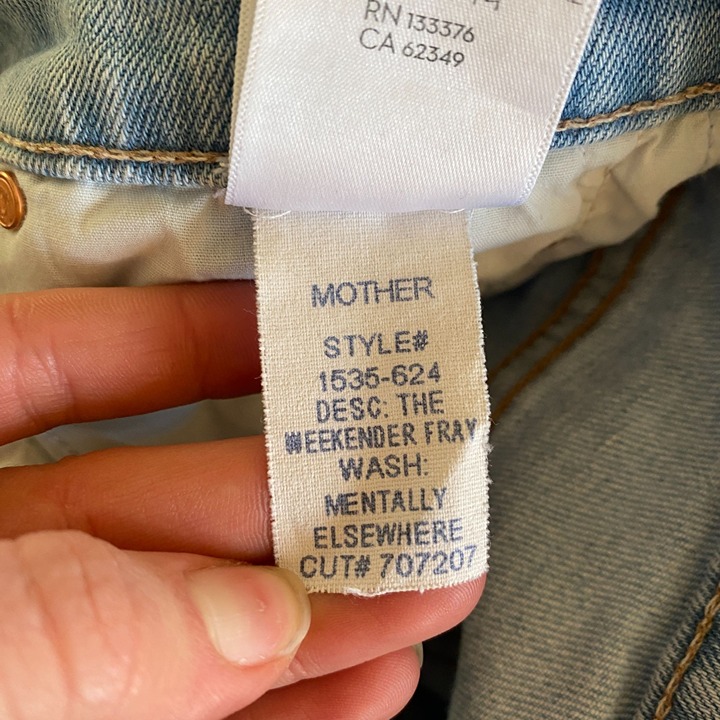 RN 133376
CA 62349
MOTHER
STYLE#
1535-624
DESC: THE
WEEKENDER FRAY
WASH:
MENTALLY
ELSEWHERE
CUT# 707207